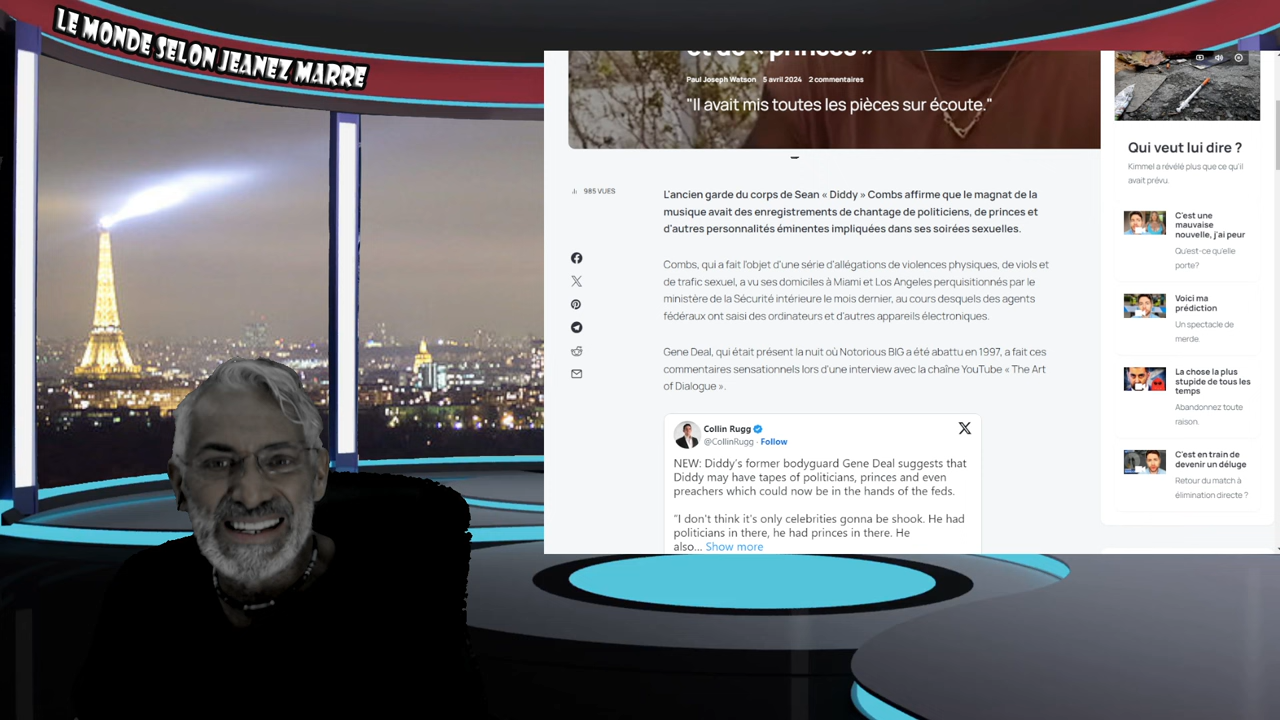 LE MONDE SELON JEANEZ MARRE
et de « princes »
Paul Joseph Watson 5 avril 2024 2 commentaires
"Il avait mis toutes les pièces sur écoute."
985 VUES
L'ancien garde du corps de Sean « Diddy » Combs affirme que le magnat de la
musique avait des enregistrements de chantage de politiciens, de princes et
d'autres personnalités éminentes impliquées dans ses soirées sexuelles.
Combs, qui a fait l'objet d'une série d'allégations de violences physiques, de viols et
de trafic sexuel, a vu ses domiciles à Miami et Los Angeles perquisitionnés par le
ministère de la Sécurité intérieure le mois dernier, au cours desquels des agents
fédéraux ont saisi des ordinateurs et d'autres appareils électroniques.
Gene Deal, qui était présent la nuit où Notorious BIG a été abattu en 1997, a fait ces
commentaires sensationnels lors d'une interview avec la chaîne YouTube « The Art
of Dialogue ».
Collin Rugg
@CollinRugg · Follow
NEW: Diddy's former bodyguard Gene Deal suggests that
Diddy may have tapes of politicians, princes and even
preachers which could now be in the hands of the feds.
"I don't think it's only celebrities gonna be shook. He had
politicians in there, he had princes in there. He
also... Show more
Qui veut lui dire ?
Kimmel a révélé plus que ce qu'il
avait prévu.
C'est une
mauvaise
nouvelle, j'ai peur
Qu'est-ce qu'elle
porte?
Voici ma
prédiction
Un spectacle de
merde.
La chose la plus
stupide de tous les
temps
Abandonnez toute
raison.
C'est en train de
devenir un déluge
Retour du match à
élimination directe ?